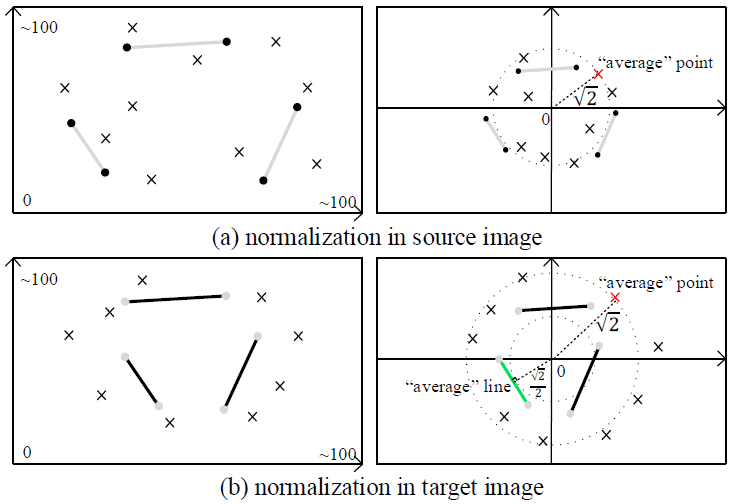 ~100
0
~100
"average" point
√2
0
(a) normalization in source image
~100
0
~100
"average" point
√2
0
√2/2
"average" line
(b) normalization in target image